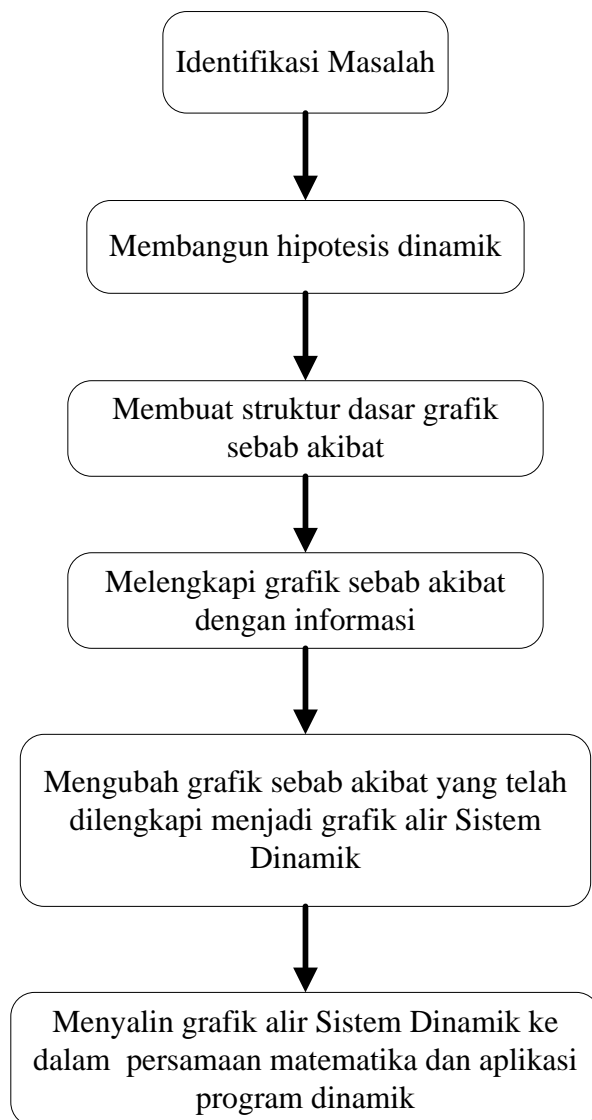 Identifikasi Masalah
Membangun hipotesis dinamik
Membuat struktur dasar grafik
sebab akibat
Melengkapi grafik sebab akibat
dengan informasi
Mengubah grafik sebab akibat yang telah
dilengkapi menjadi grafik alir Sistem
Dinamik
Menyalin grafik alir Sistem Dinamik ke
dalam persamaan matematika dan aplikasi
program dinamik